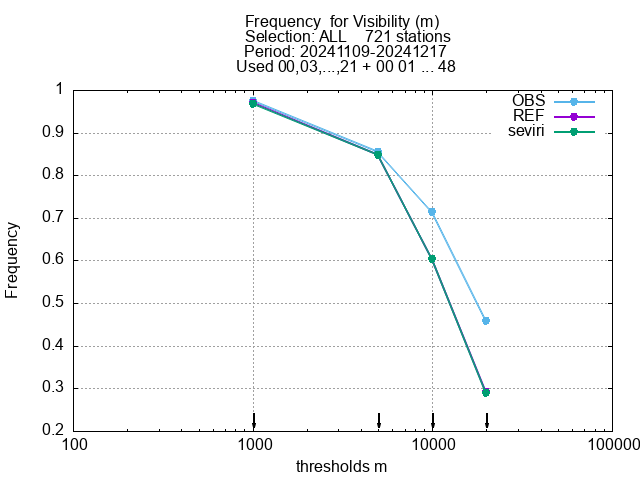 Frequency  for Visibility (m)
Selection: ALL    721 stations
Period: 20241109-20241217
Used 00,03,...,21 + 00 01 ... 48
OBS
REF
seviri
1
0.9
0.8
0.7
0.6
0.5
0.4
0.3
0.2
Frequency
100
1000
10000
100000
thresholds m